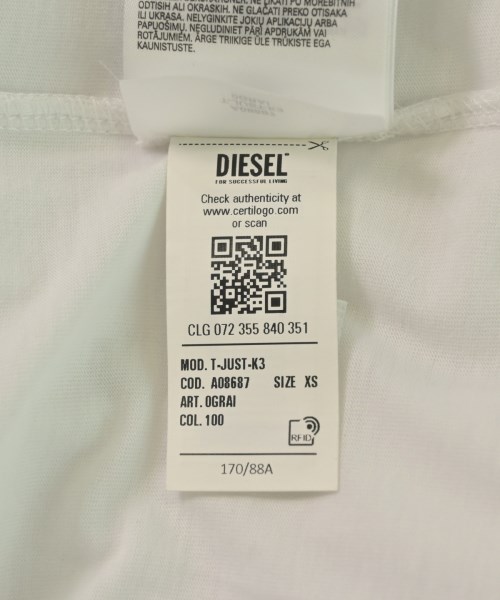 ODTISIH ALI OKRASKIH. NE GLAČATI PREKO OTISAKA
ILI UKRASA. NELYGINKITE JOKIŲ APLIKACIJŲ ARBA
PAPUOŠIMŲ. NEGLUDINIET PĀRI APDRUKĀM VAI
ROTĀJUMIEM. ÄRGE TRIIKIGE ÜLE TRÜKISTE EGA
KAUNISTUSTE.
DIESEL
FOR SUCCESSFUL LIVING
Check authenticity at
www.certilogo.com
or scan
CLG 072 355 840 351
MOD. T-JUST-K3
COD. A08687 SIZE XS
ART. 0GRAI
COL. 100
RFID
170/88A